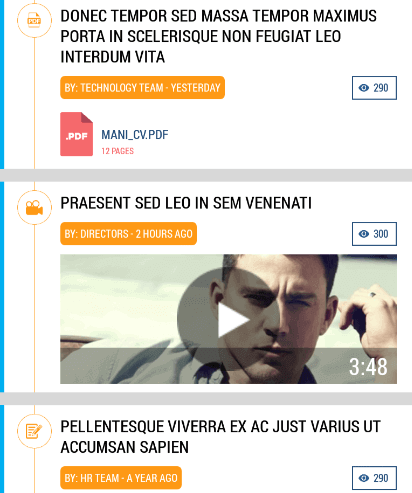 PDF
DONEC TEMPOR SED MASSA TEMPOR MAXIMUS
PORTA IN SCELERISQUE NON FEUGIAT LEO
INTERDUM VITA
BY: TECHNOLOGY TEAM - YESTERDAY
290
.PDF
MANI_CV.PDF
12 PAGES
PRAESENT SED LEO IN SEM VENENATI
BY: DIRECTORS - 2 HOURS AGO
300
3:48
PELLENTESQUE VIVERRA EX AC JUST VARIUS UT
ACCUMSAN SAPIEN
BY: HR TEAM - A YEAR AGO
290